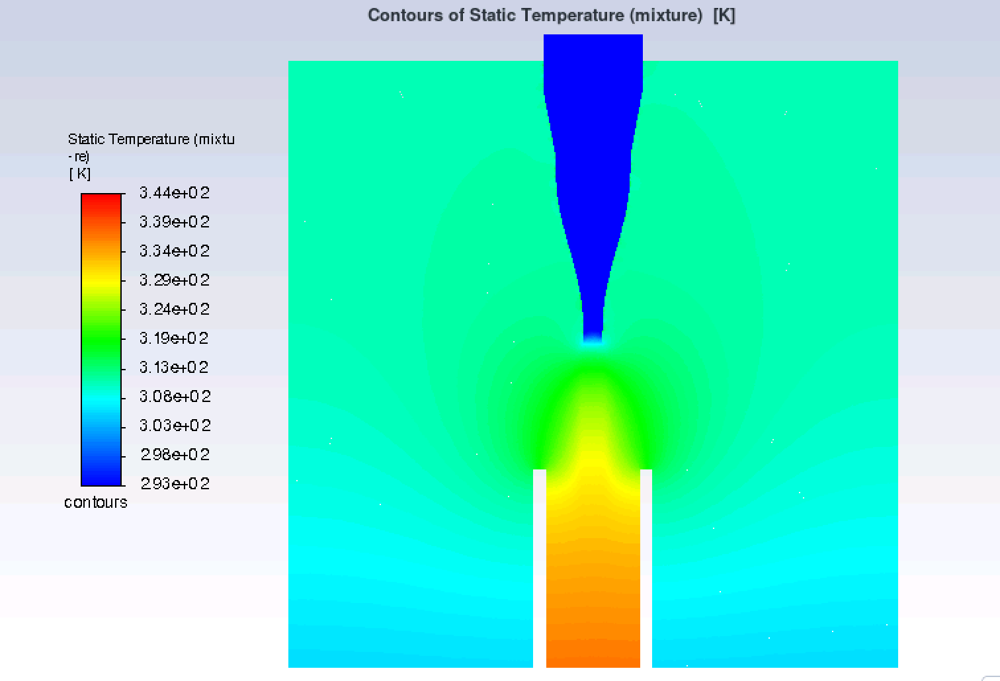 Contours of Static Temperature (mixture) [K]
Static Temperature (mixtu
-re)
[K]
3.44e+02
3.39e+02
3.34e+02
3.29e+02
3.24e+02
3.19e+02
3.13e+02
3.08e+02
3.03e+02
2.98e+02
2.93e+02
contours